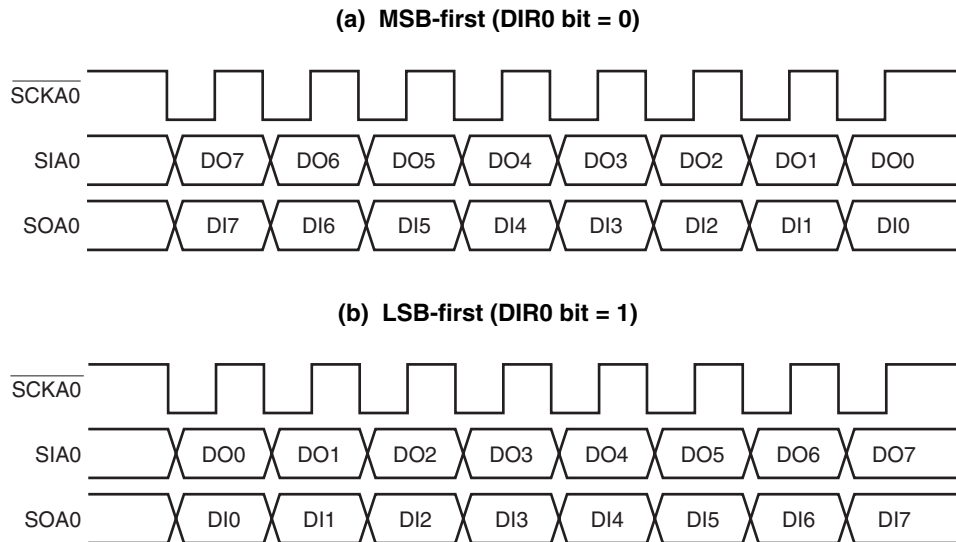 (a) MSB-first (DIR0 bit = 0)
SCKA0
SIA0 DO7 DO6 DO5 DO4 DO3 DO2 DO1 DO0
SOA0 DI7 DI6 DI5 DI4 DI3 DI2 DI1 DI0
(b) LSB-first (DIR0 bit = 1)
SCKA0
SIA0 DO0 DO1 DO2 DO3 DO4 DO5 DO6 DO7
SOA0 DI0 DI1 DI2 DI3 DI4 DI5 DI6 DI7